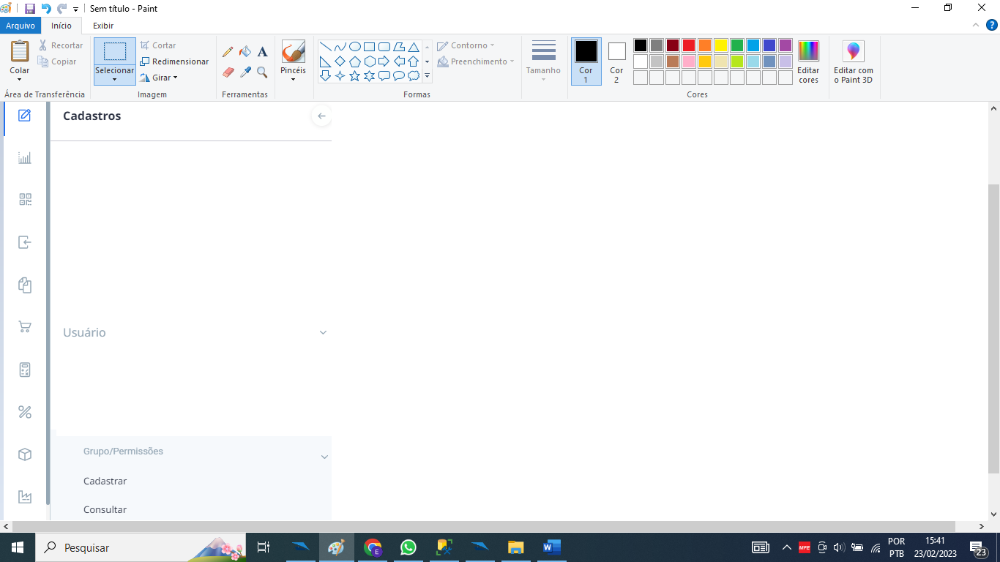 Sem título - Paint
Arquivo Início Exibir
Colar
Recortar
Copiar
Área de Transferência
Selecionar
Cortar
Redimensionar
Girar
Imagem
A
Ferramentas
Pincéis
Contorno
Preenchimento
Formas
Tamanho
Cor
1
Cor
2
Editar
cores
Cores
Editar com
o Paint 3D
Cadastros
Usuário
Grupo/Permissões
Cadastrar
Consultar
Pesquisar
E
W
MFE
POR
PTB
15:41
23/02/2023
23